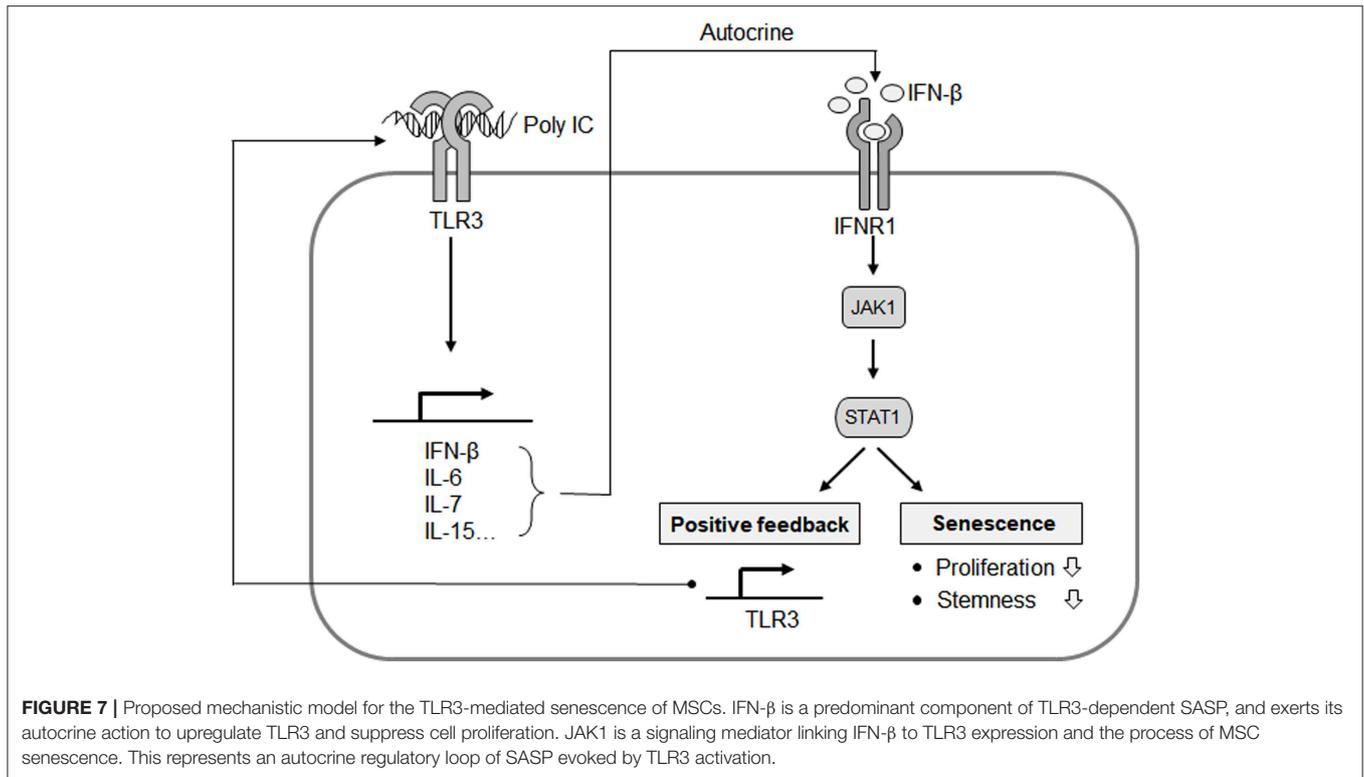 Autocrine
IFN-β
Poly IC
TLR3
IFNR1
JAK1
STAT1
IFN-β
IL-6
IL-7
IL-15…
Positive feedback
Senescence
• Proliferation
• Stemness
TLR3
FIGURE 7 | Proposed mechanistic model for the TLR3-mediated senescence of MSCs. IFN-β is a predominant component of TLR3-dependent SASP, and exerts its
autocrine action to upregulate TLR3 and suppress cell proliferation. JAK1 is a signaling mediator linking IFN-β to TLR3 expression and the process of MSC
senescence. This represents an autocrine regulatory loop of SASP evoked by TLR3 activation.